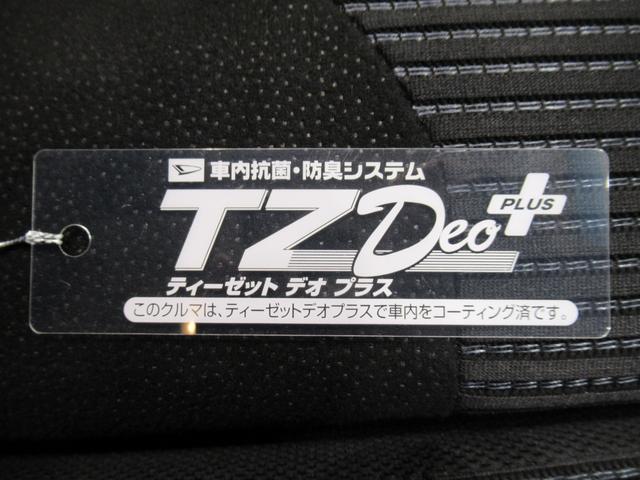 車内抗菌・防臭システム
TZ Deo PLUS
ティーゼット デオ プラス
このクルマは、ティーゼットデオプラスで車内をコーティング済です。